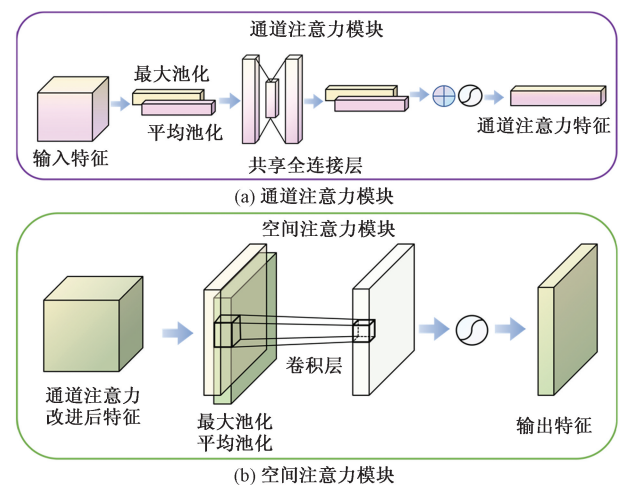 通道注意力模块
最大池化
平均池化
输入特征
共享全连接层
通道注意力特征
(a) 通道注意力模块
空间注意力模块
卷积层
通道注意力
改进后特征
最大池化
平均池化
输出特征
(b) 空间注意力模块